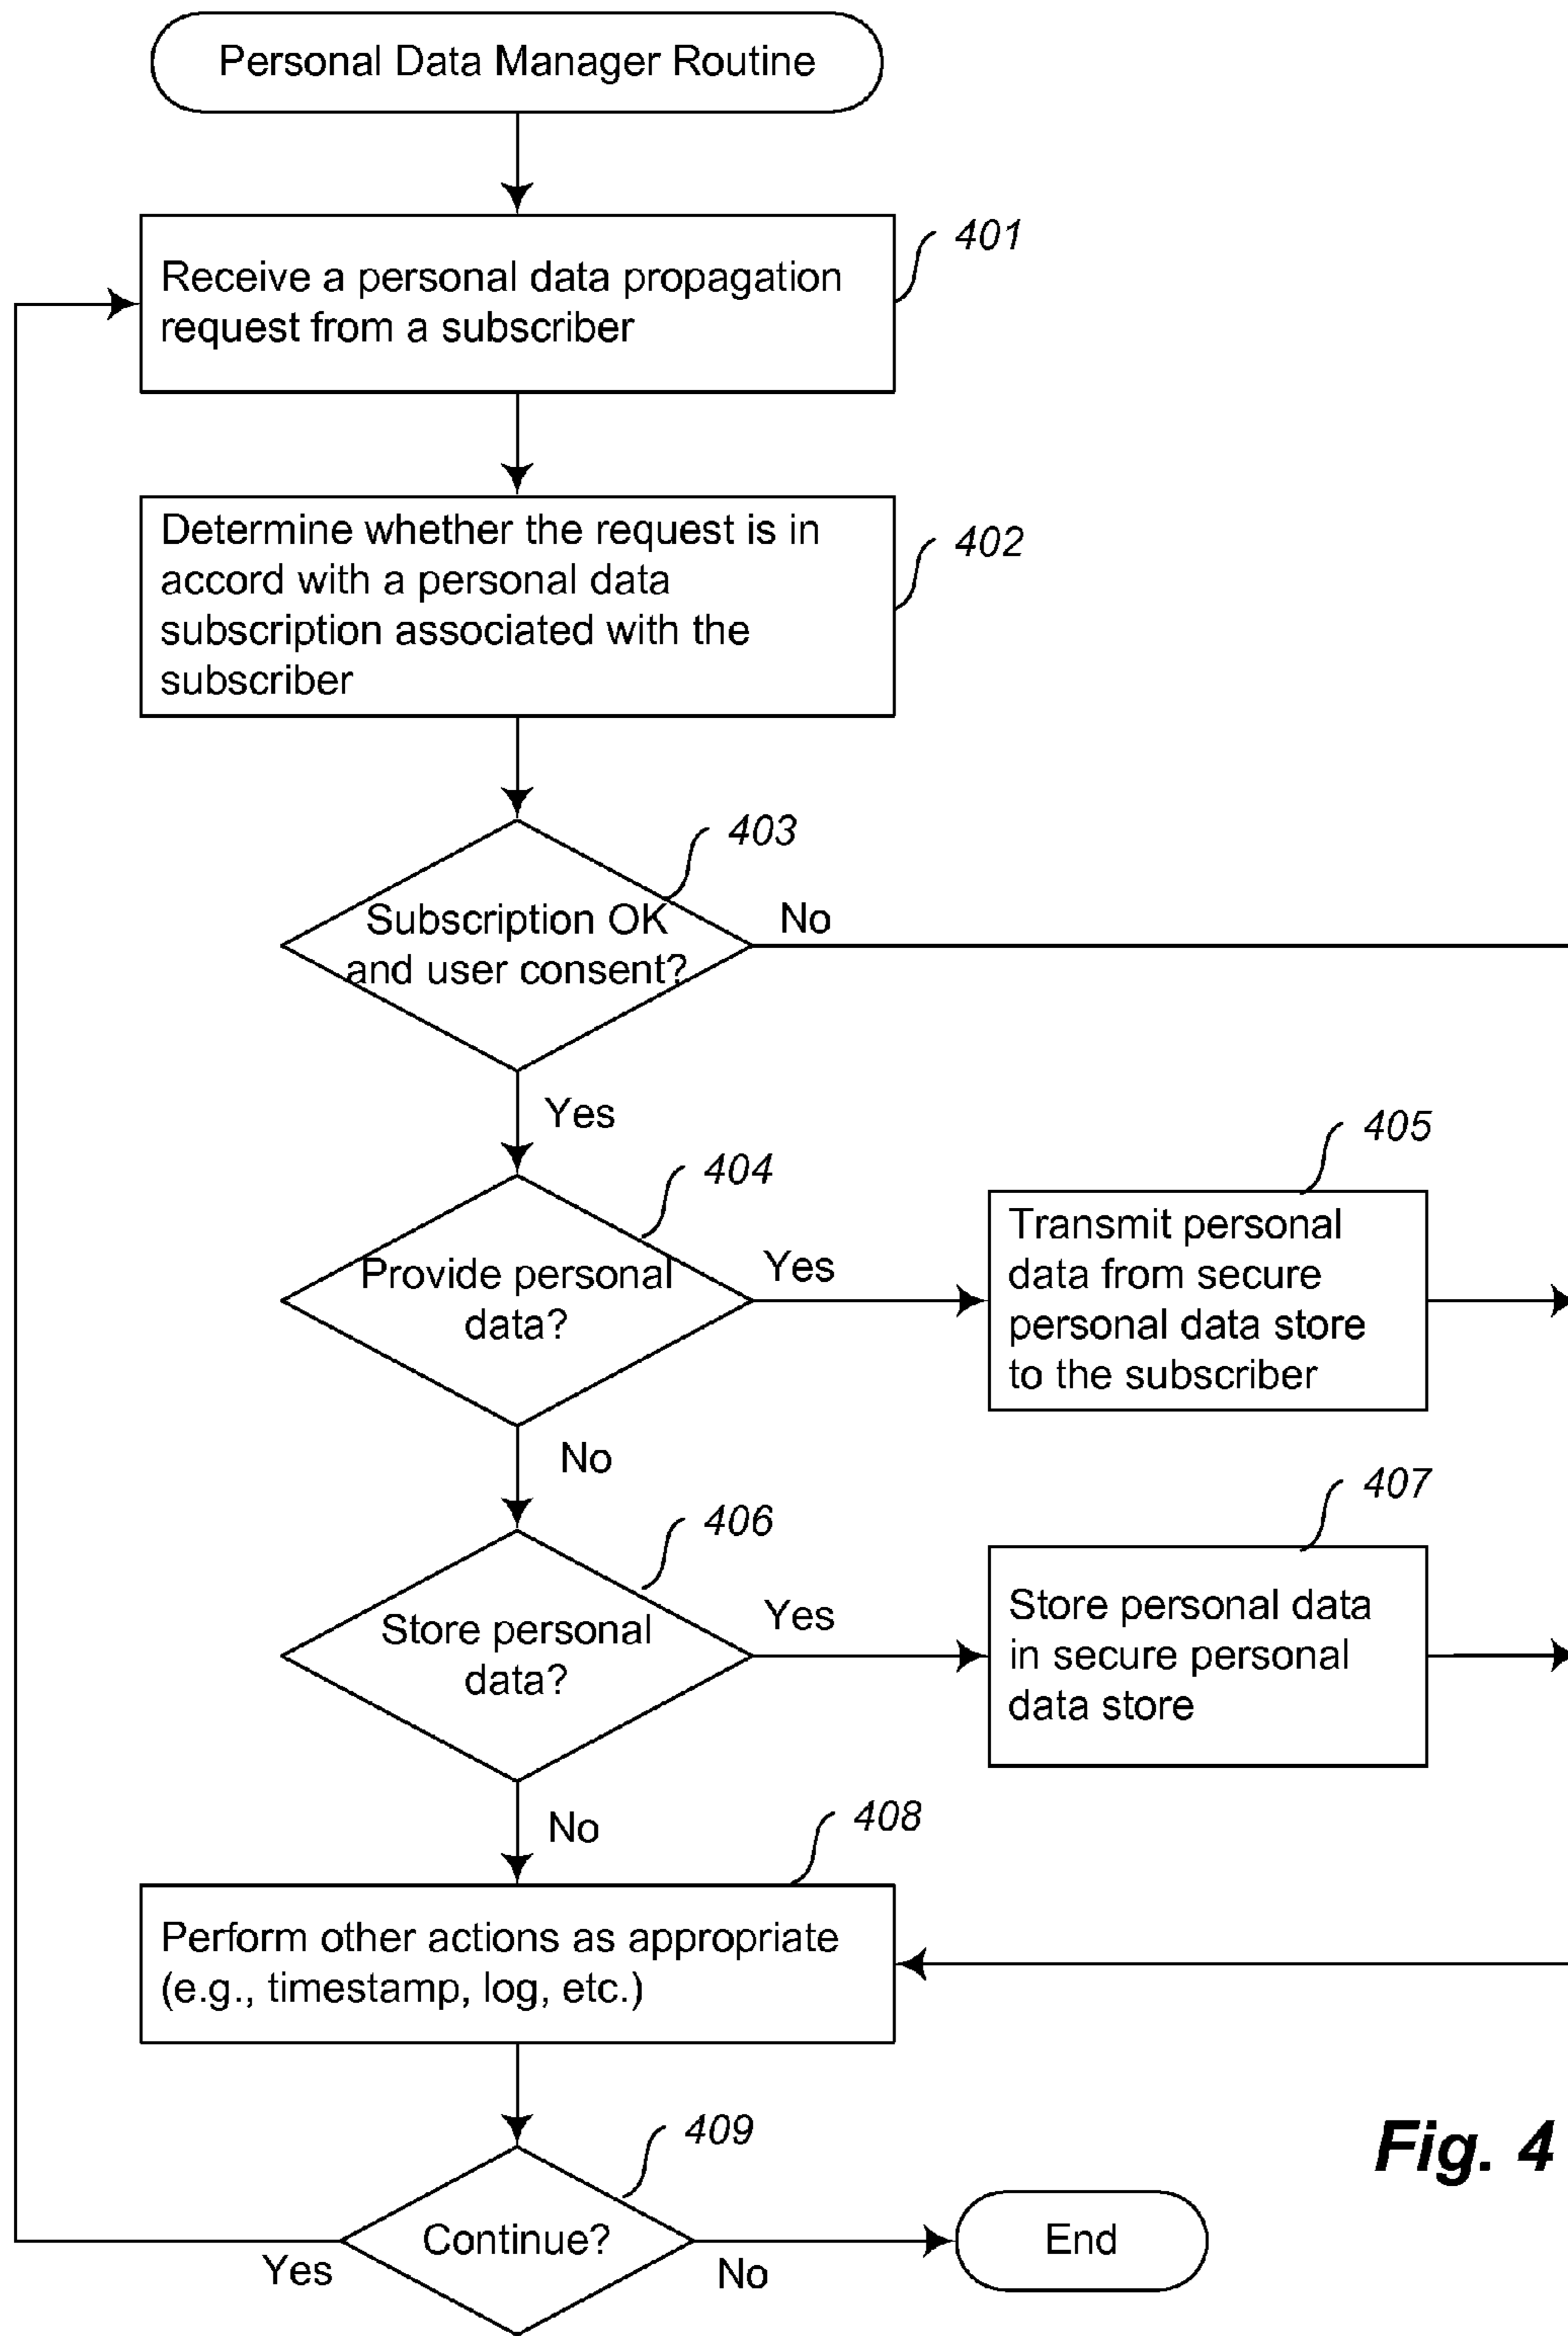 Personal Data Manager Routine
401
Receive a personal data propagation
request from a subscriber
402
Determine whether the request is in
accord with a personal data
subscription associated with the
subscriber
403
Subscription OK
and user consent?
No
Yes
404
Provide personal
data?
Yes
405
Transmit personal
data from secure
personal data store
to the subscriber
No
406
Store personal
data?
Yes
407
Store personal data
in secure personal
data store
No
408
Perform other actions as appropriate
(e.g., timestamp, log, etc.)
409
Continue?
Yes
No
End
Fig. 4